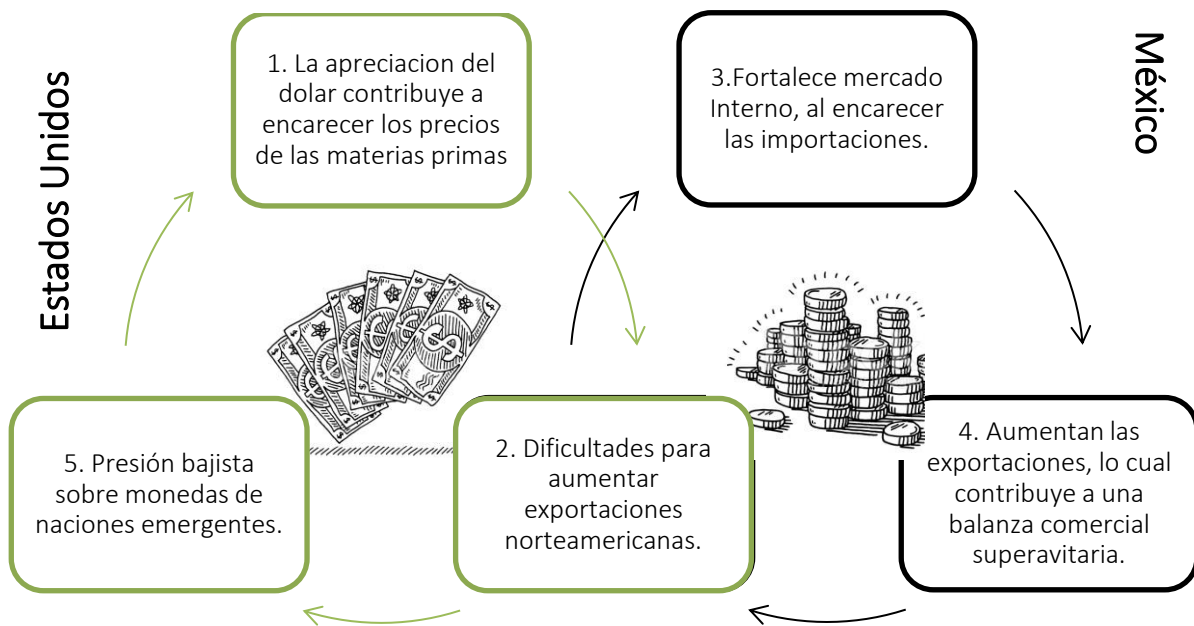 Estados Unidos
1. La apreciacion del
dolar contribuye a
encarecer los precios
de las materias primas
3.Fortalece mercado
Interno, al encarecer
las importaciones.
México
5. Presión bajista
sobre monedas de
naciones emergentes.
2. Dificultades para
aumentar
exportaciones
norteamericanas.
4. Aumentan las
exportaciones, lo cual
contribuye a una
balanza comercial
superavitaria.